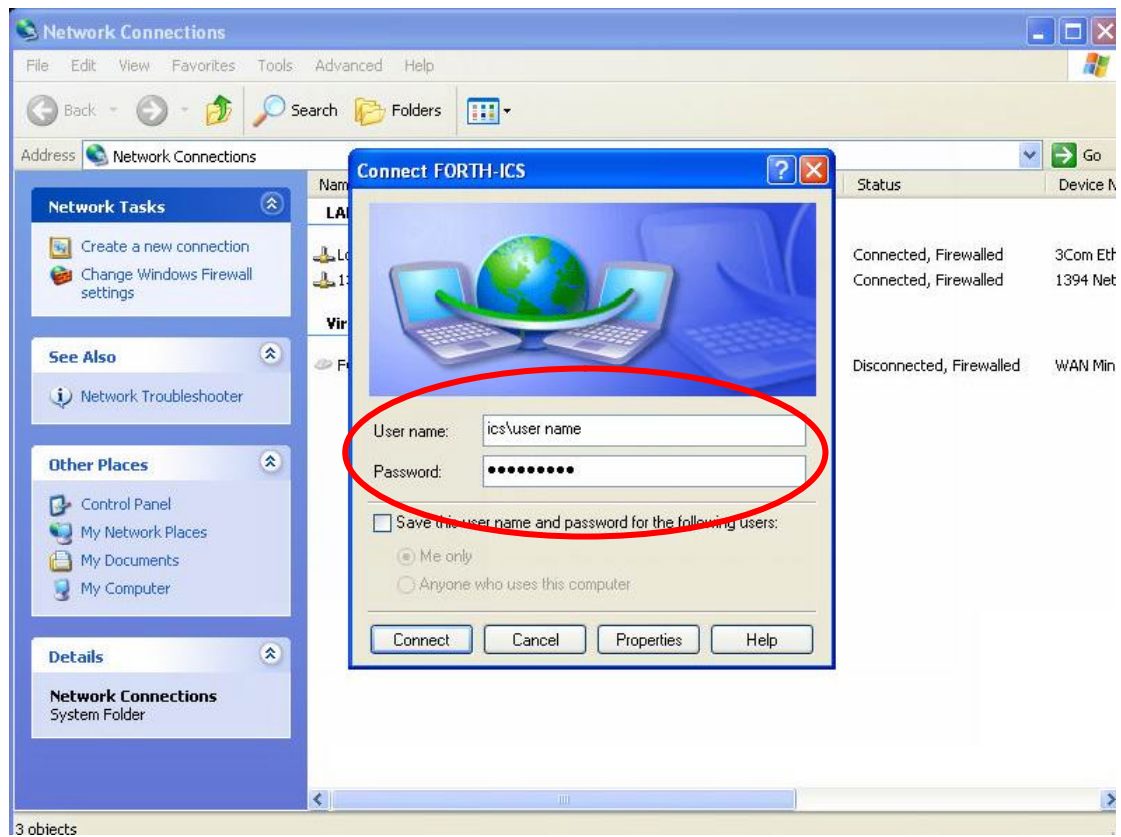 Network Connections
File Edit View Favorites Tools Advanced Help
Back Search Folders
Address Network Connections Go
Network Tasks
Create a new connection
Change Windows Firewall
settings
See Also
Network Troubleshooter
Other Places
Control Panel
My Network Places
My Documents
My Computer
Details
Network Connections
System Folder
Status Device
Connected, Firewalled 3Com
Connected, Firewalled 1394
Disconnected, Firewalled WAN
Connect FORTH-ICS
User name: ics\user name
Password: •••••••••
Save this user name and password for the following users:
Me only
Anyone who uses this computer
Connect Cancel Properties Help
3 objects